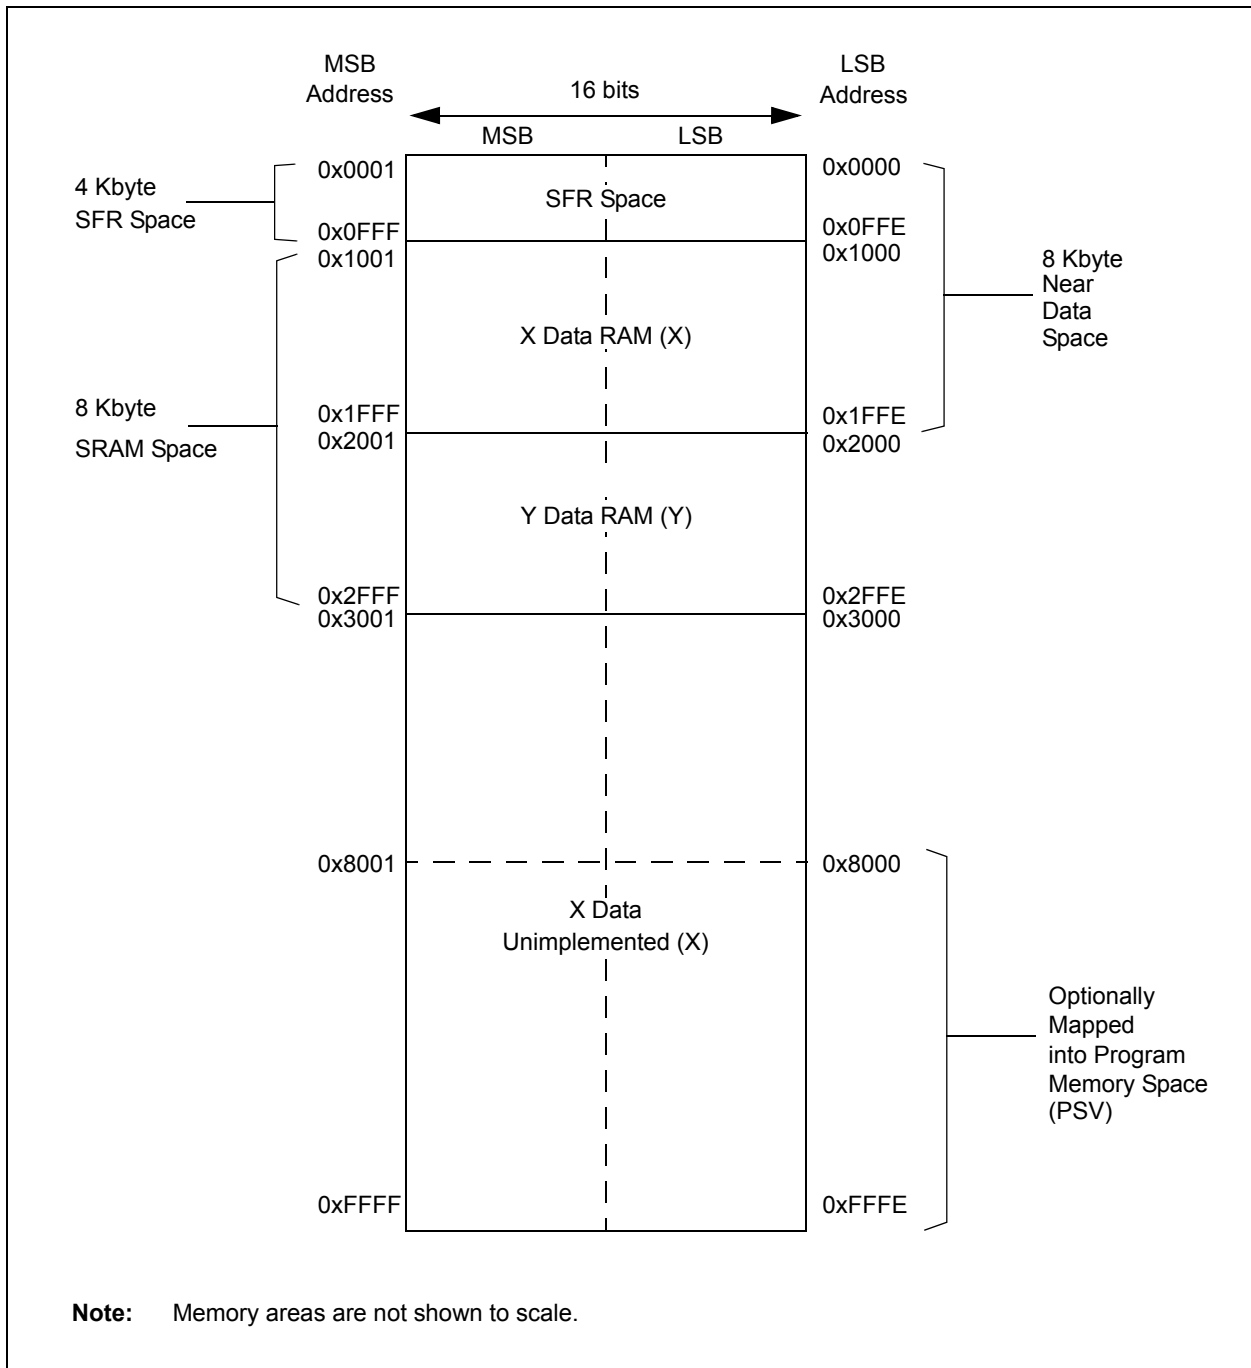 MSB
Address
LSB
Address
16 bits
MSB
LSB
0x0001
0x0000
4 Kbyte
SFR Space
SFR Space
0x0FFF
0x0FFE
0x1001
0x1000
8 Kbyte
Near
Data
Space
X Data RAM (X)
8 Kbyte
SRAM Space
0x1FFF
0x1FFE
0x2001
0x2000
Y Data RAM (Y)
0x2FFF
0x2FFE
0x3001
0x3000
0x8001
0x8000
X Data
Unimplemented (X)
Optionally
Mapped
into Program
Memory Space
(PSV)
0xFFFF
0xFFFE
Note: Memory areas are not shown to scale.